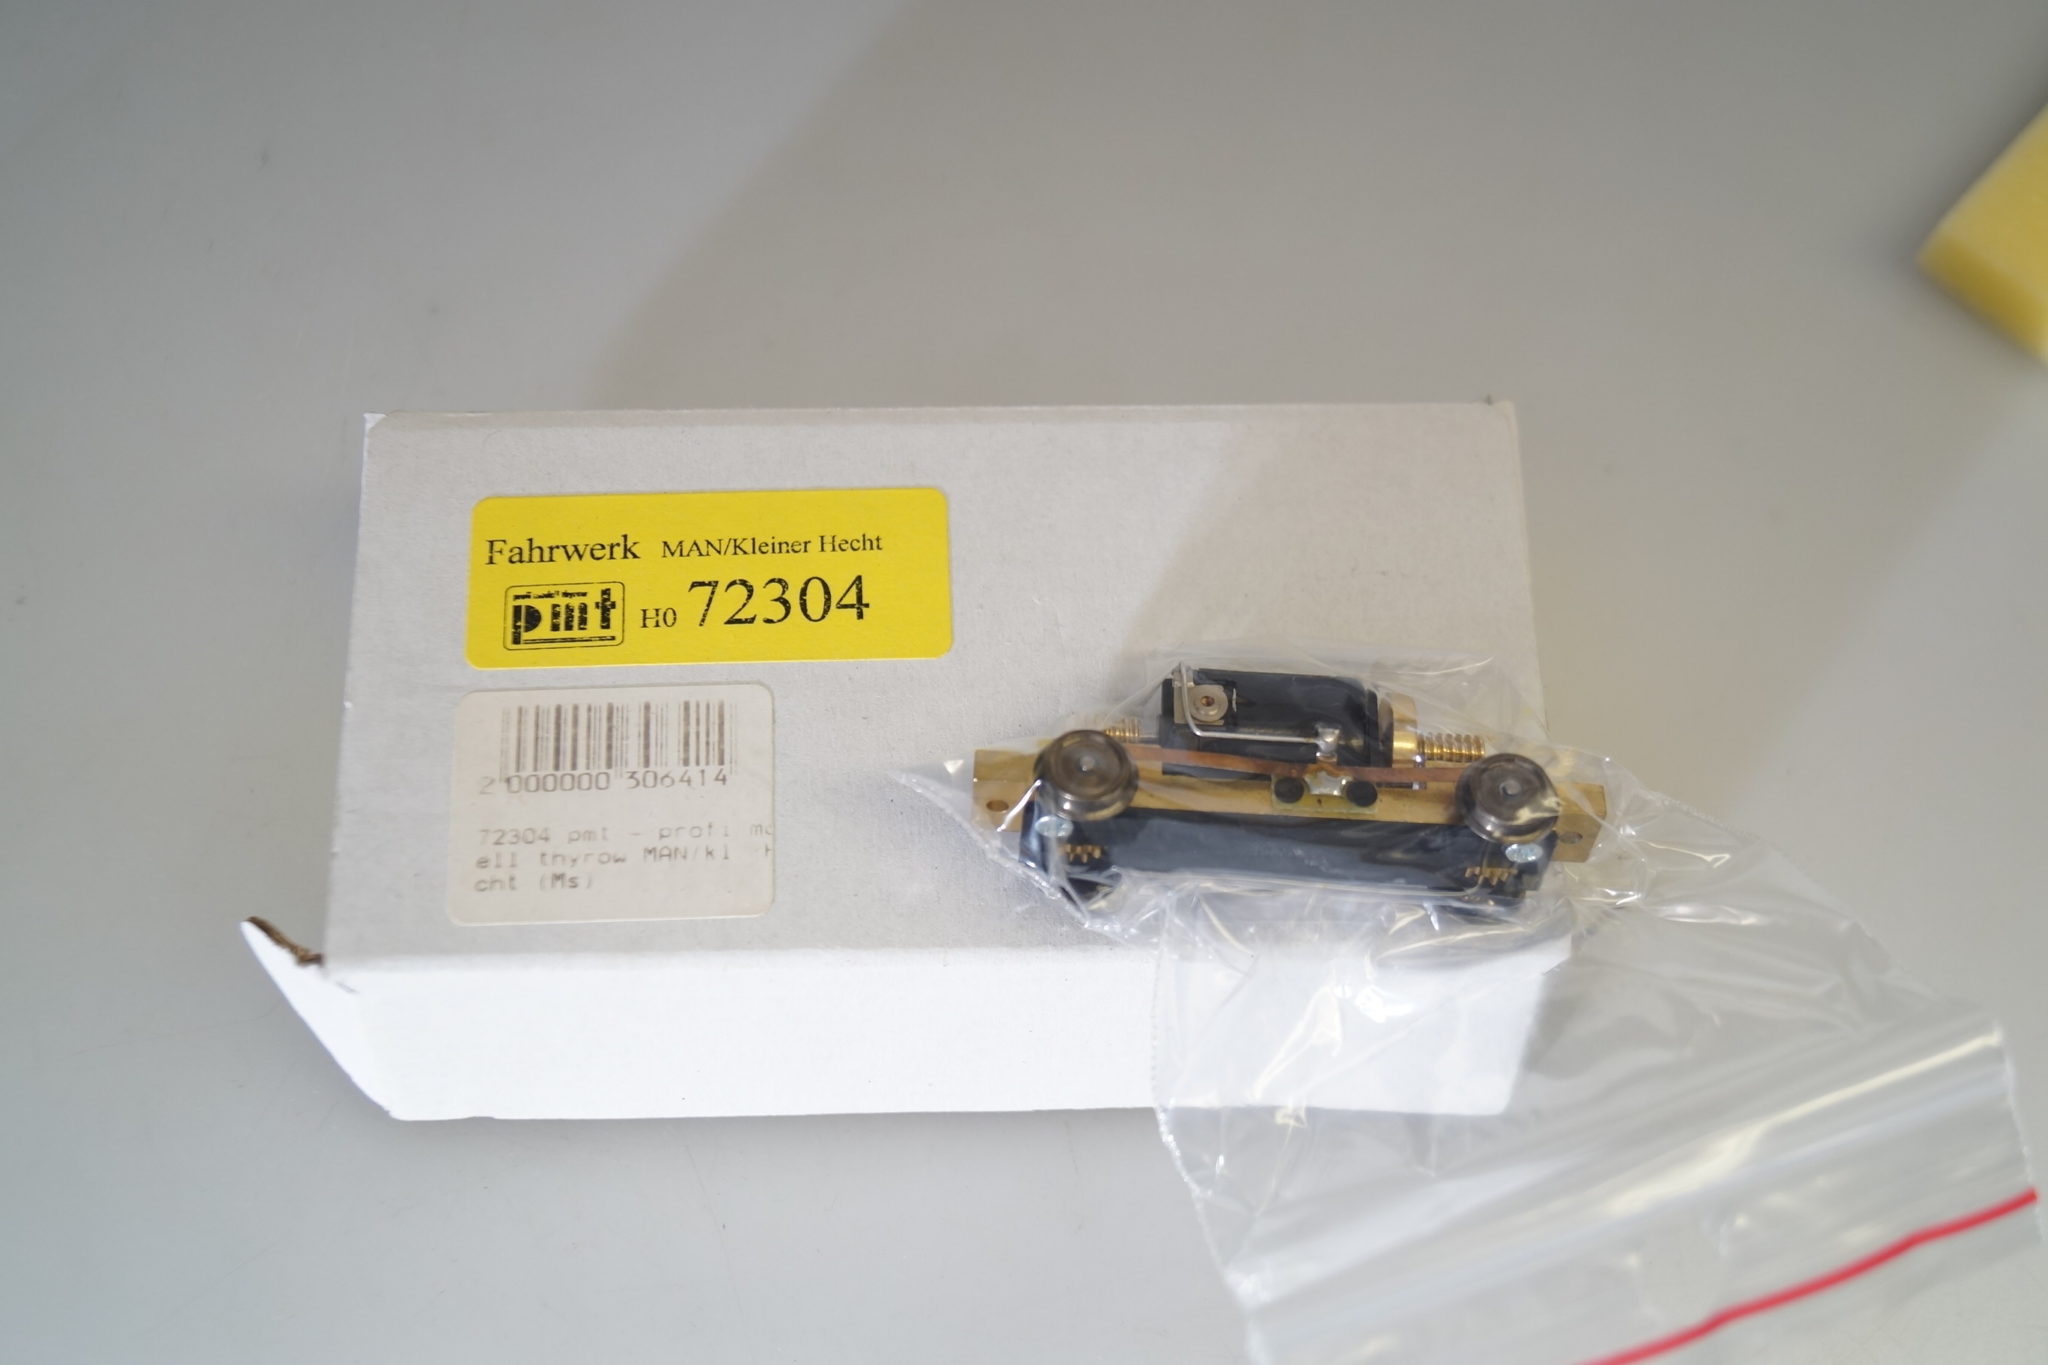 Fahrwerk MAN/Kleiner Hecht
pmt H0 72304
2 000000 306414
72304 pmt - profi mo
ell thyrow MAN/kl
cht (Ms)